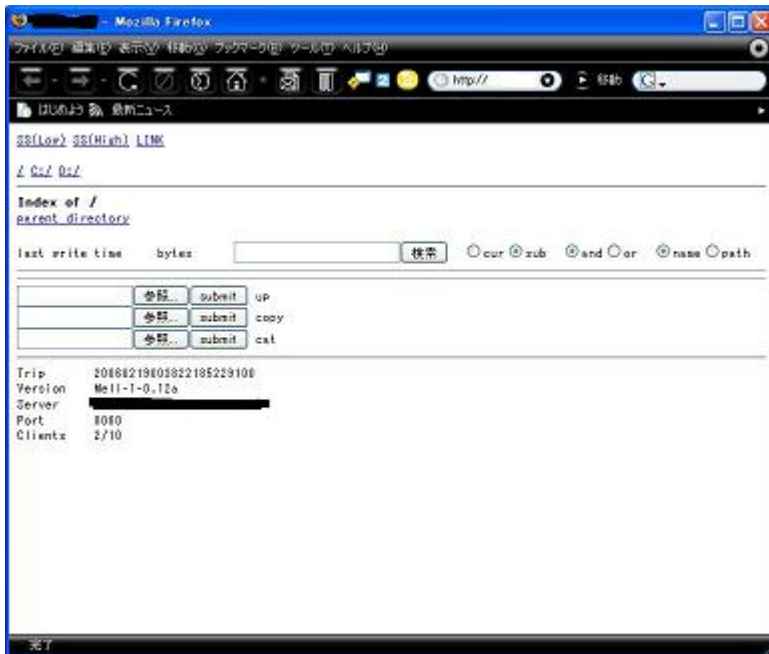 - Mozilla Firefox
ファイル(F) 編集(E) 表示(V) 移動(G) ブックマーク(B) ツール(T) ヘルプ(H)
http:// 移動
はじめよう 最新ニュース
SS(Low) SS(High) LINK
/ C:/ D:/
Index of /
parent directory
last write time bytes 検索 cur sub and or name path
参照... submit up
参照... submit copy
参照... submit cat
Trip
Version Mell-1-0.12a
Server
Port 8080
Clients 2/10
完了